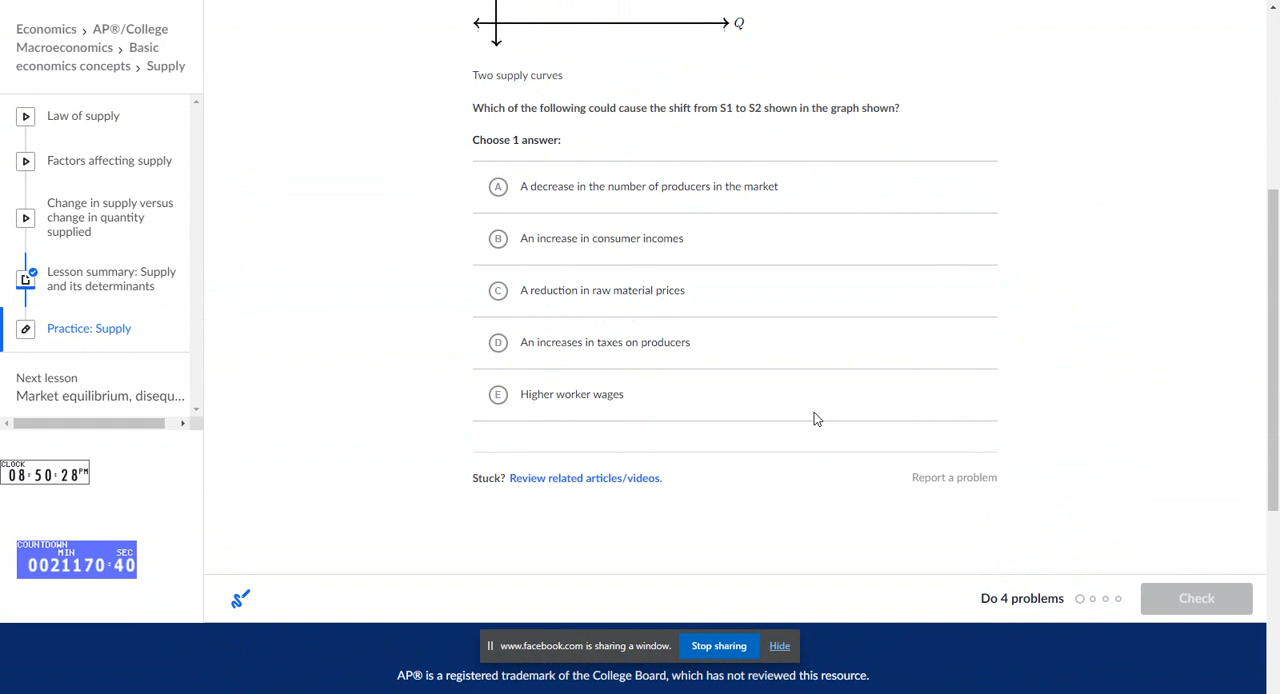 Economics › AP®/College
Macroeconomics › Basic
economics concepts › Supply
Law of supply
Factors affecting supply
Change in supply versus
change in quantity
supplied
Lesson summary: Supply
and its determinants
Practice: Supply
Next lesson
Market equilibrium, disequ...
CLOCK
08:50:28PM
COUNTDOWN
MIN SEC
0021170:40
Q
Two supply curves
Which of the following could cause the shift from S1 to S2 shown in the graph shown?
Choose 1 answer:
A A decrease in the number of producers in the market
B An increase in consumer incomes
C A reduction in raw material prices
D An increases in taxes on producers
E Higher worker wages
Stuck? Review related articles/videos.
Report a problem
Do 4 problems
Check
www.facebook.com is sharing a window. Stop sharing Hide
AP® is a registered trademark of the College Board, which has not reviewed this resource.